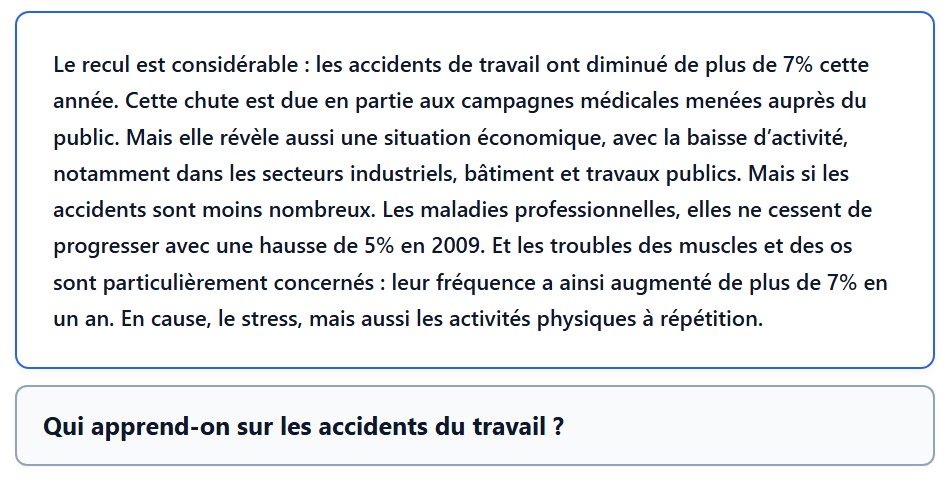 Le recul est considérable : les accidents de travail ont diminué de plus de 7% cette
année. Cette chute est due en partie aux campagnes médicales menées auprès du
public. Mais elle révèle aussi une situation économique, avec la baisse d’activité,
notamment dans les secteurs industriels, bâtiment et travaux publics. Mais si les
accidents sont moins nombreux. Les maladies professionnelles, elles ne cessent de
progresser avec une hausse de 5% en 2009. Et les troubles des muscles et des os
sont particulièrement concernés : leur fréquence a ainsi augmenté de plus de 7% en
un an. En cause, le stress, mais aussi les activités physiques à répétition.
Qui apprend-on sur les accidents du travail ?